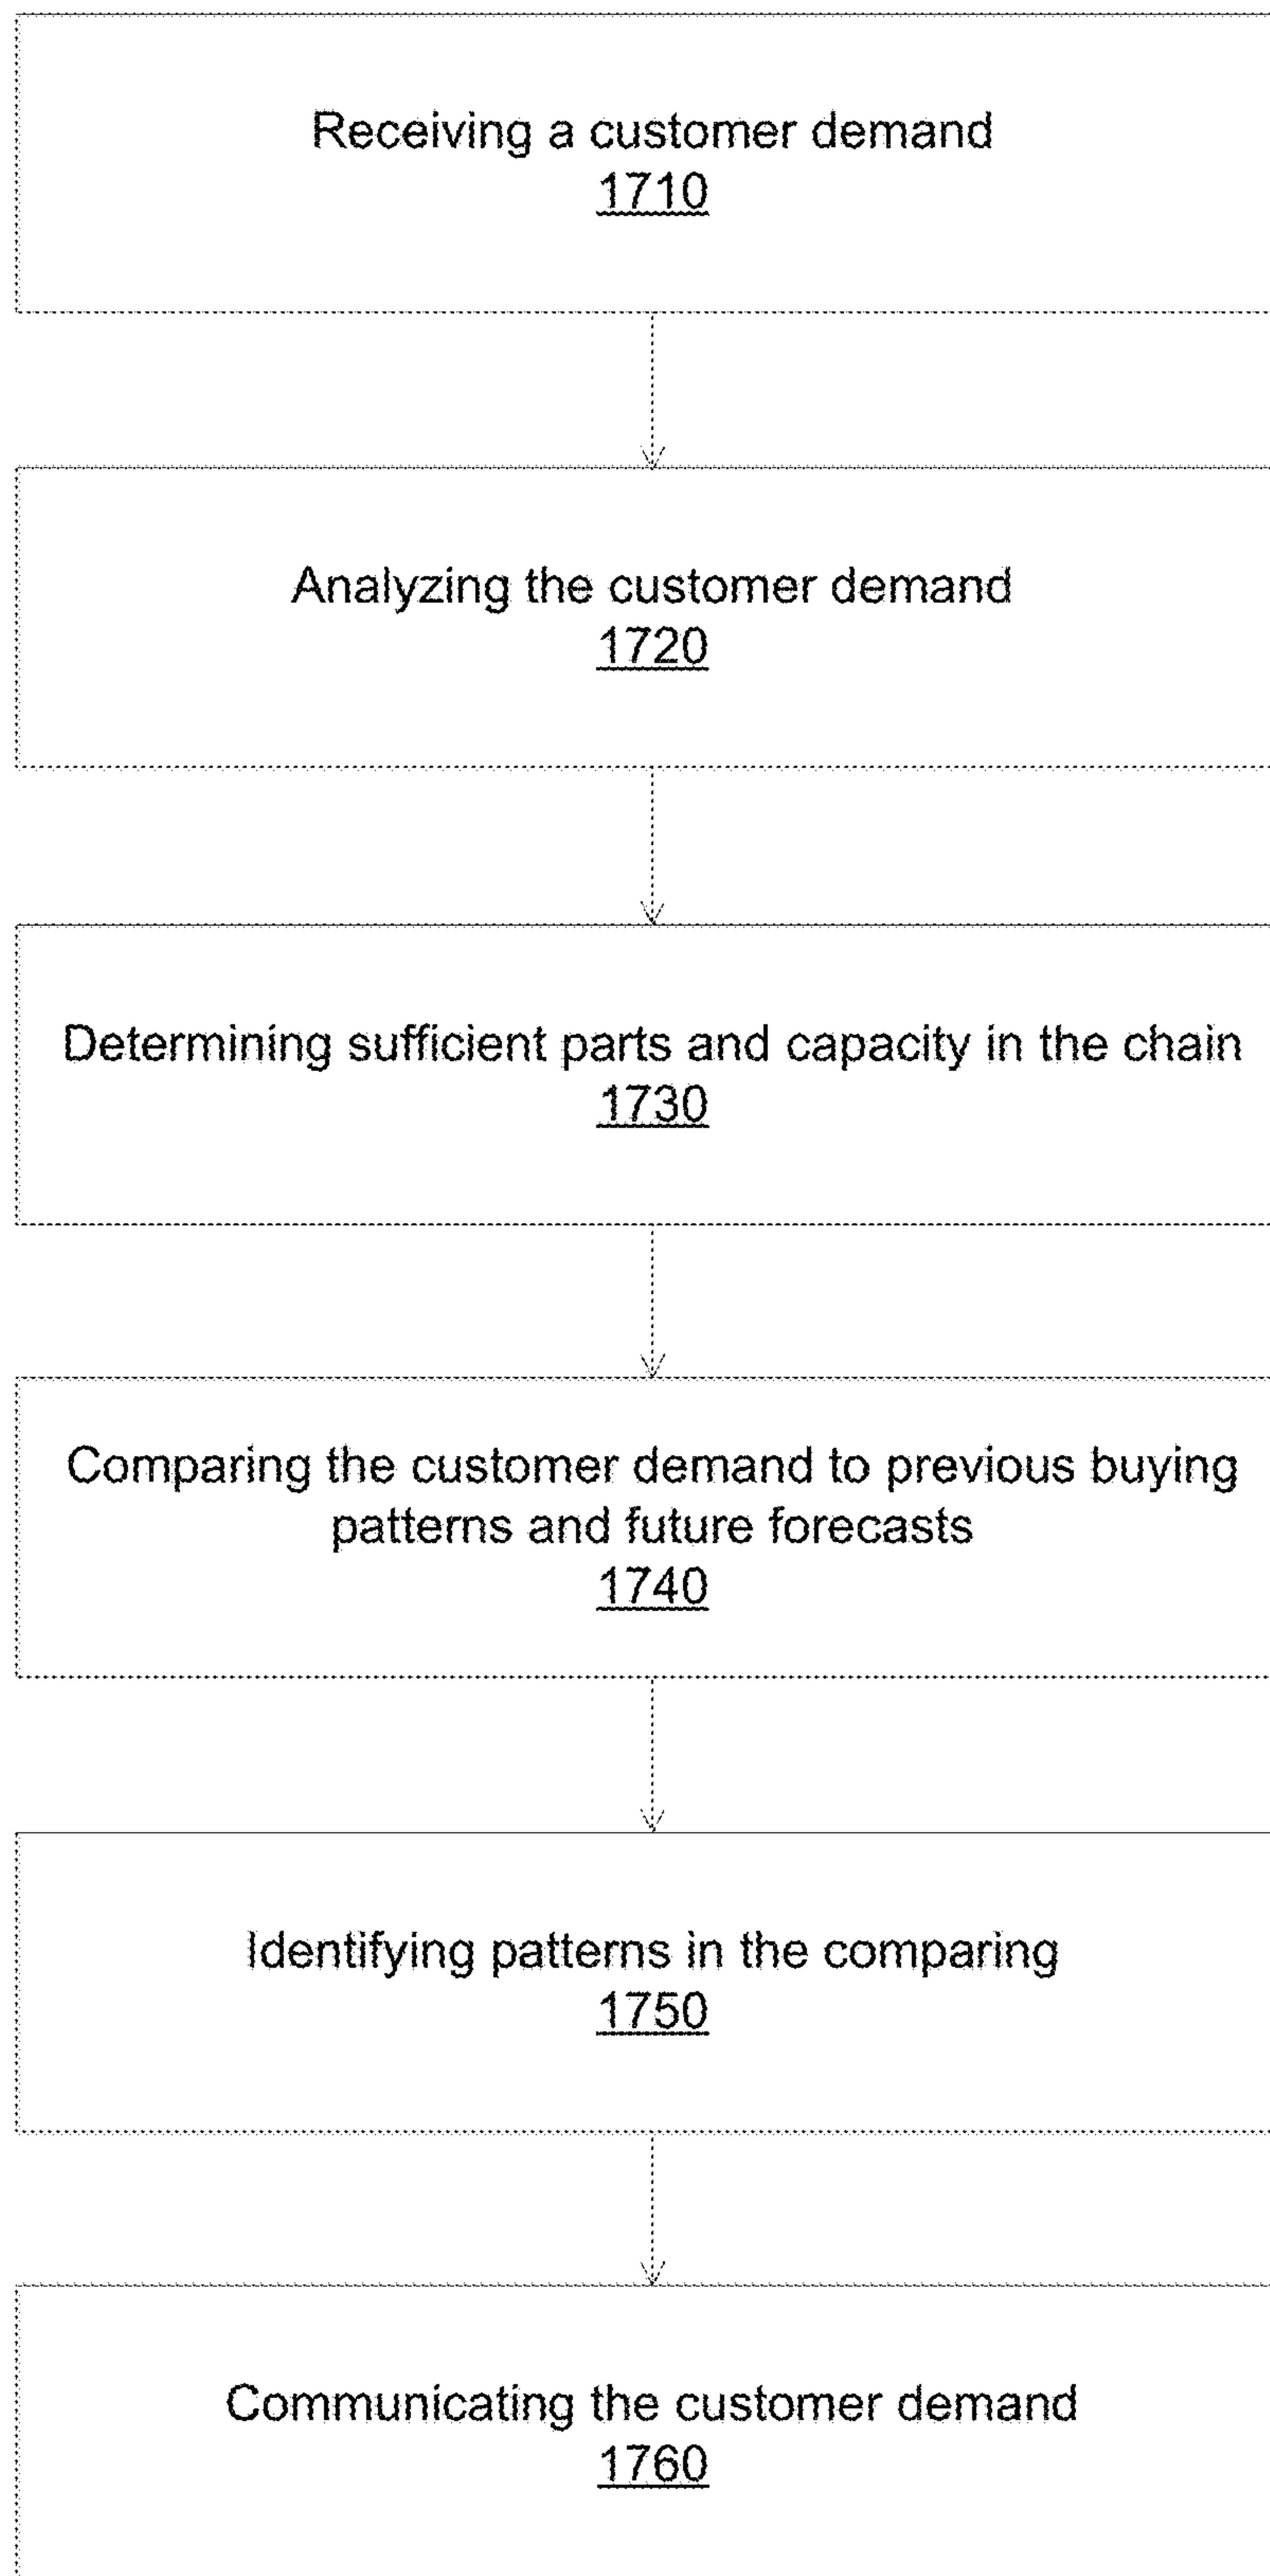 Receiving a customer demand
1710
Analyzing the customer demand
1720
Determining sufficient parts and capacity in the chain
1730
Comparing the customer demand to previous buying
patterns and future forecasts
1740
Identifying patterns in the comparing
1750
Communicating the customer demand
1760